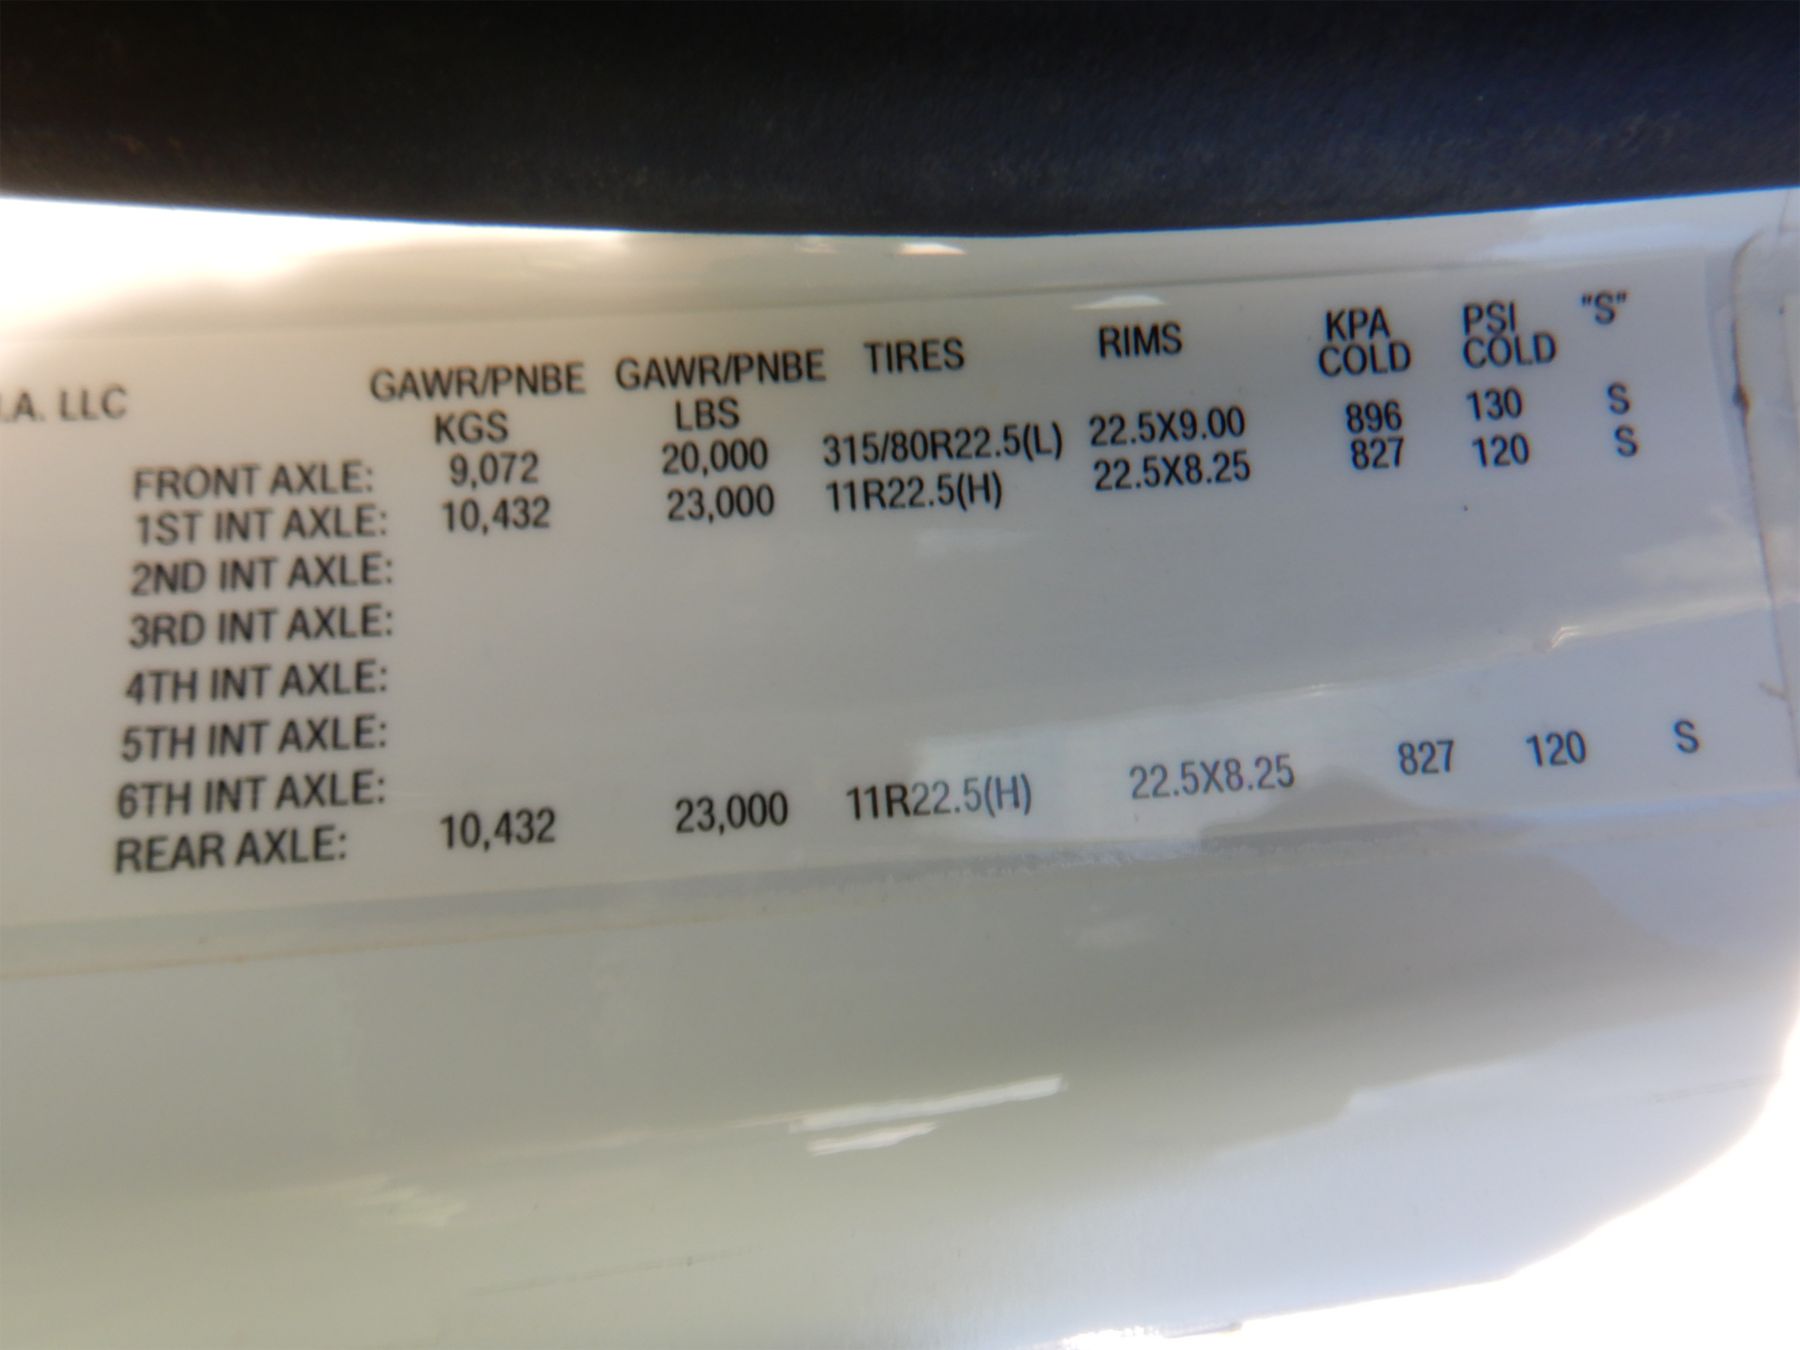 .A. LLC
GAWR/PNBE GAWR/PNBE TIRES RIMS KPA PSI "S"
KGS LBS COLD COLD
FRONT AXLE: 9,072 20,000 315/80R22.5(L) 22.5X9.00 896 130 S
1ST INT AXLE: 10,432 23,000 11R22.5(H) 22.5X8.25 827 120 S
2ND INT AXLE:
3RD INT AXLE:
4TH INT AXLE:
5TH INT AXLE:
6TH INT AXLE:
REAR AXLE: 10,432 23,000 11R22.5(H) 22.5X8.25 827 120 S